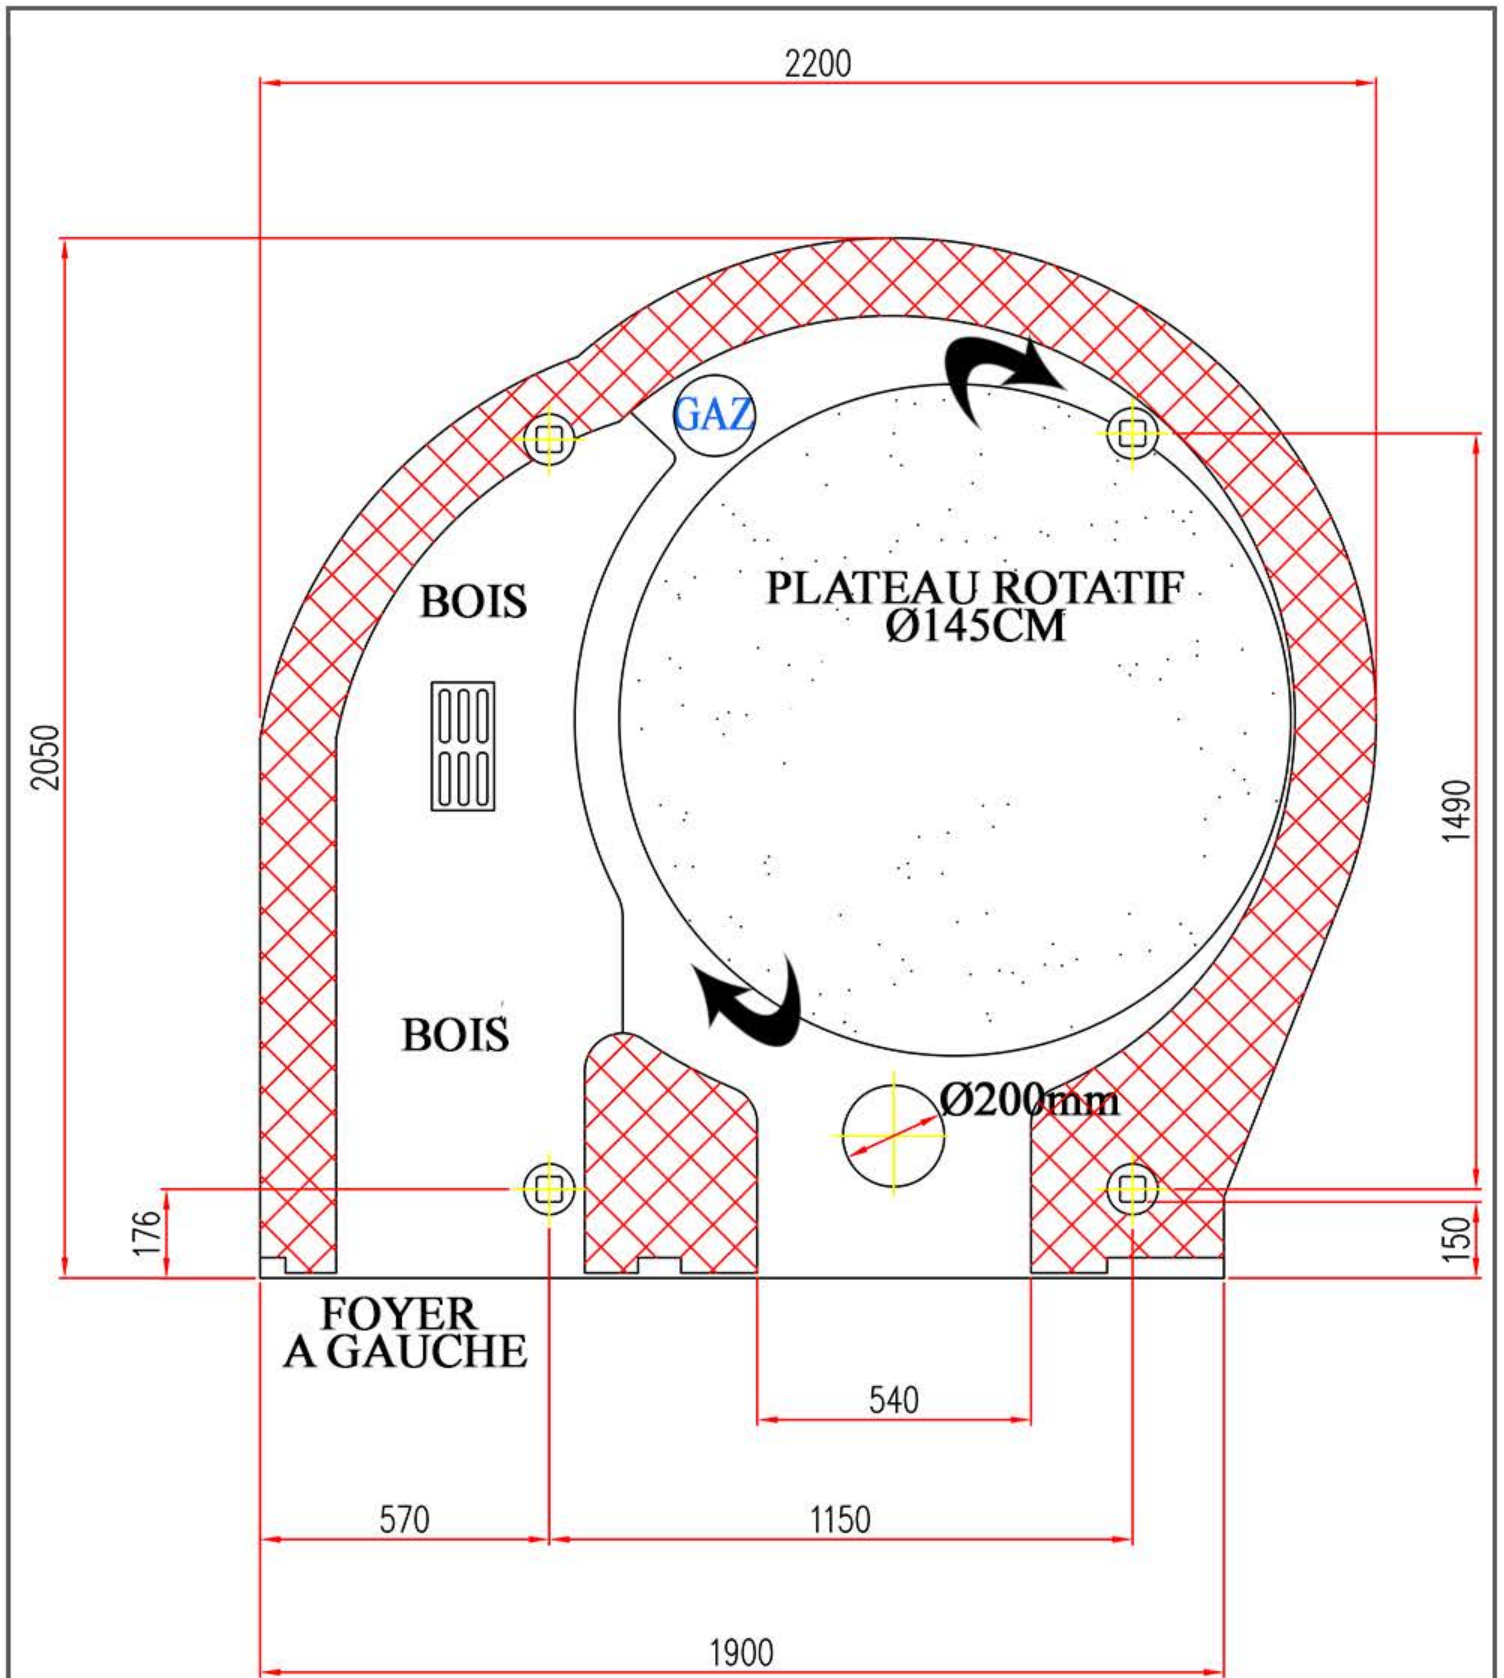 2200
GAZ
PLATEAU ROTATIF
Ø145CM
BOIS
2050
1490
BOIS
Ø200mm
176
150
FOYER
A GAUCHE
540
570
1150
1900